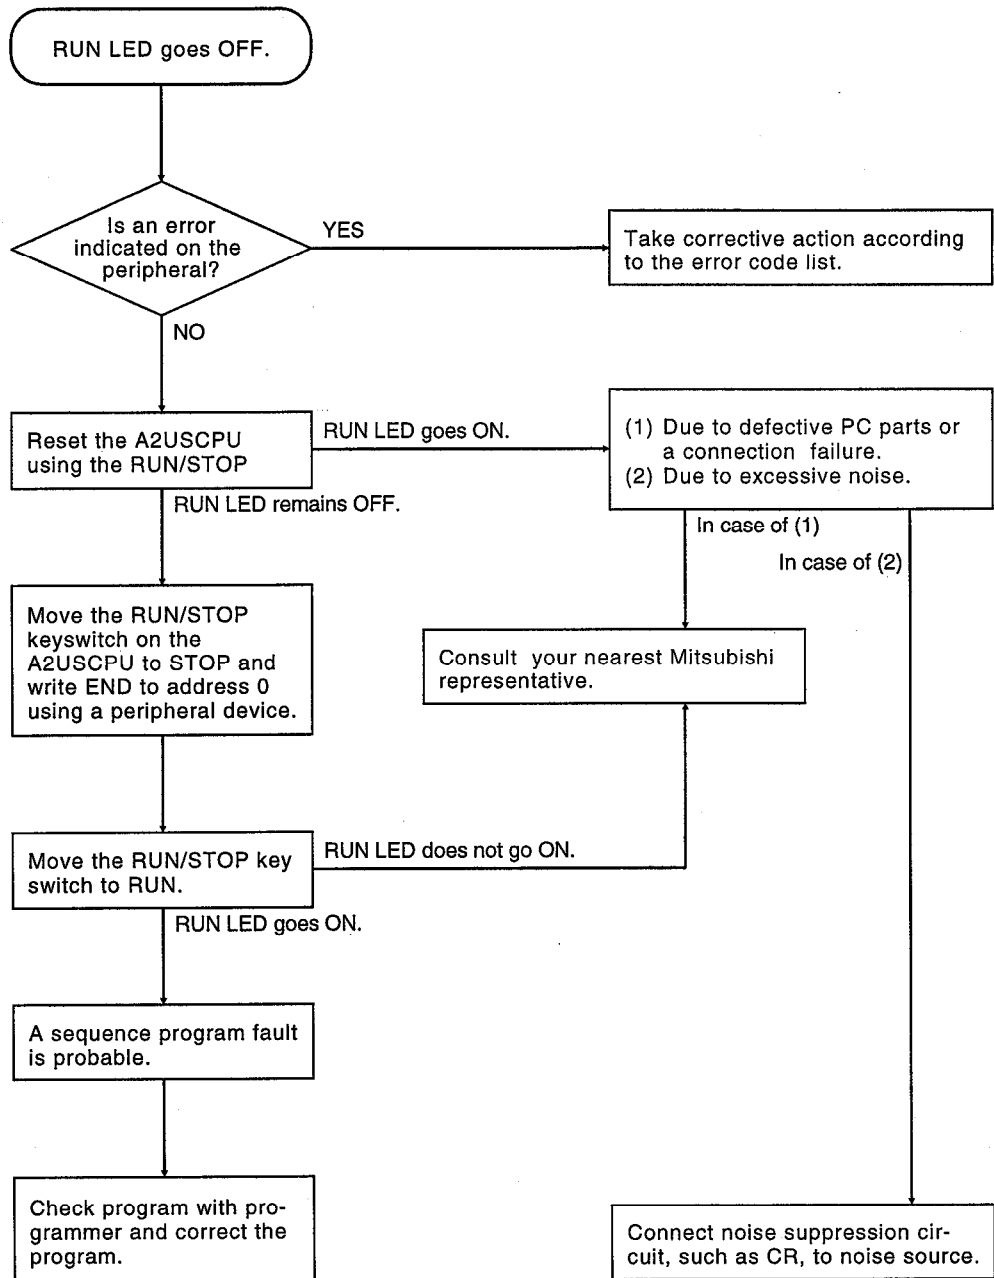 RUN LED goes OFF.
Is an error
indicated on the
peripheral?
YES
Take corrective action according
to the error code list.
NO
Reset the A2USCPU
using the RUN/STOP
RUN LED goes ON.
(1) Due to defective PC parts or
a connection failure.
(2) Due to excessive noise.
RUN LED remains OFF.
In case of (1)
In case of (2)
Move the RUN/STOP
keyswitch on the
A2USCPU to STOP and
write END to address 0
using a peripheral device.
Consult your nearest Mitsubishi
representative.
Move the RUN/STOP key
switch to RUN.
RUN LED does not go ON.
RUN LED goes ON.
A sequence program fault
is probable.
Check program with pro-
grammer and correct the
program.
Connect noise suppression cir-
cuit, such as CR, to noise source.